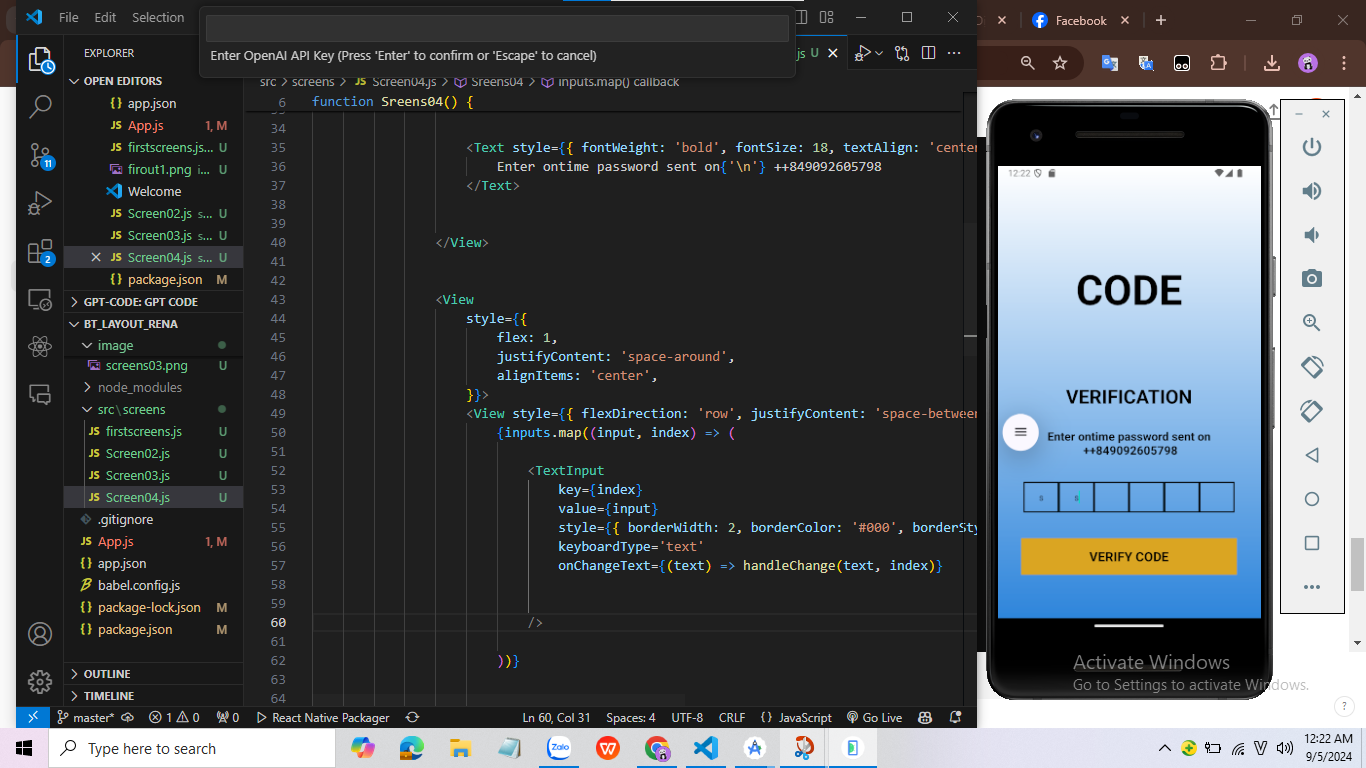 File Edit Selection
Facebook
Enter OpenAI API Key (Press 'Enter' to confirm or 'Escape' to cancel)
js U
EXPLORER
OPEN EDITORS
app.json
App.js 1, M
firstscreens.js... U
firout1.png i... U
Welcome
Screen02.js s... U
Screen03.js s... U
Screen04.js s... U
package.json M
GPT-CODE: GPT CODE
BT_LAYOUT_RENA
image
screens03.png U
node_modules
src\screens
firstscreens.js U
Screen02.js U
Screen03.js U
Screen04.js U
.gitignore
App.js 1, M
app.json
babel.config.js
package-lock.json M
package.json M
OUTLINE
TIMELINE
11
2
src > screens > JS Screen04.js > Sreens04 > inputs.map() callback
6 function Sreens04() {
34
35 <Text style={{ fontWeight: 'bold', fontSize: 18, textAlign: 'center
36 Enter ontime password sent on{'\n'} ++849092605798
37 </Text>
38
39
40 </View>
41
42
43 <View
44 style={{
45 flex: 1,
46 justifyContent: 'space-around',
47 alignItems: 'center',
48 }}>
49 <View style={{ flexDirection: 'row', justifyContent: 'space-between
50 {inputs.map((input, index) => (
51
52 <TextInput
53 key={index}
54 value={input}
55 style={{ borderWidth: 2, borderColor: '#000', borderSty
56 keyboardType='text'
57 onChangeText={(text) => handleChange(text, index)}
58
59
60 />
61
62 ))}
63
64
12:22
CODE
VERIFICATION
Enter ontime password sent on
++849092605798
VERIFY CODE
Activate Windows
Go to Settings to activate Windows.
master* 1 0 0 React Native Packager Ln 60, Col 31 Spaces: 4 UTF-8 CRLF {} JavaScript Go Live
Type here to search
Zalo
12:22 AM
9/5/2024